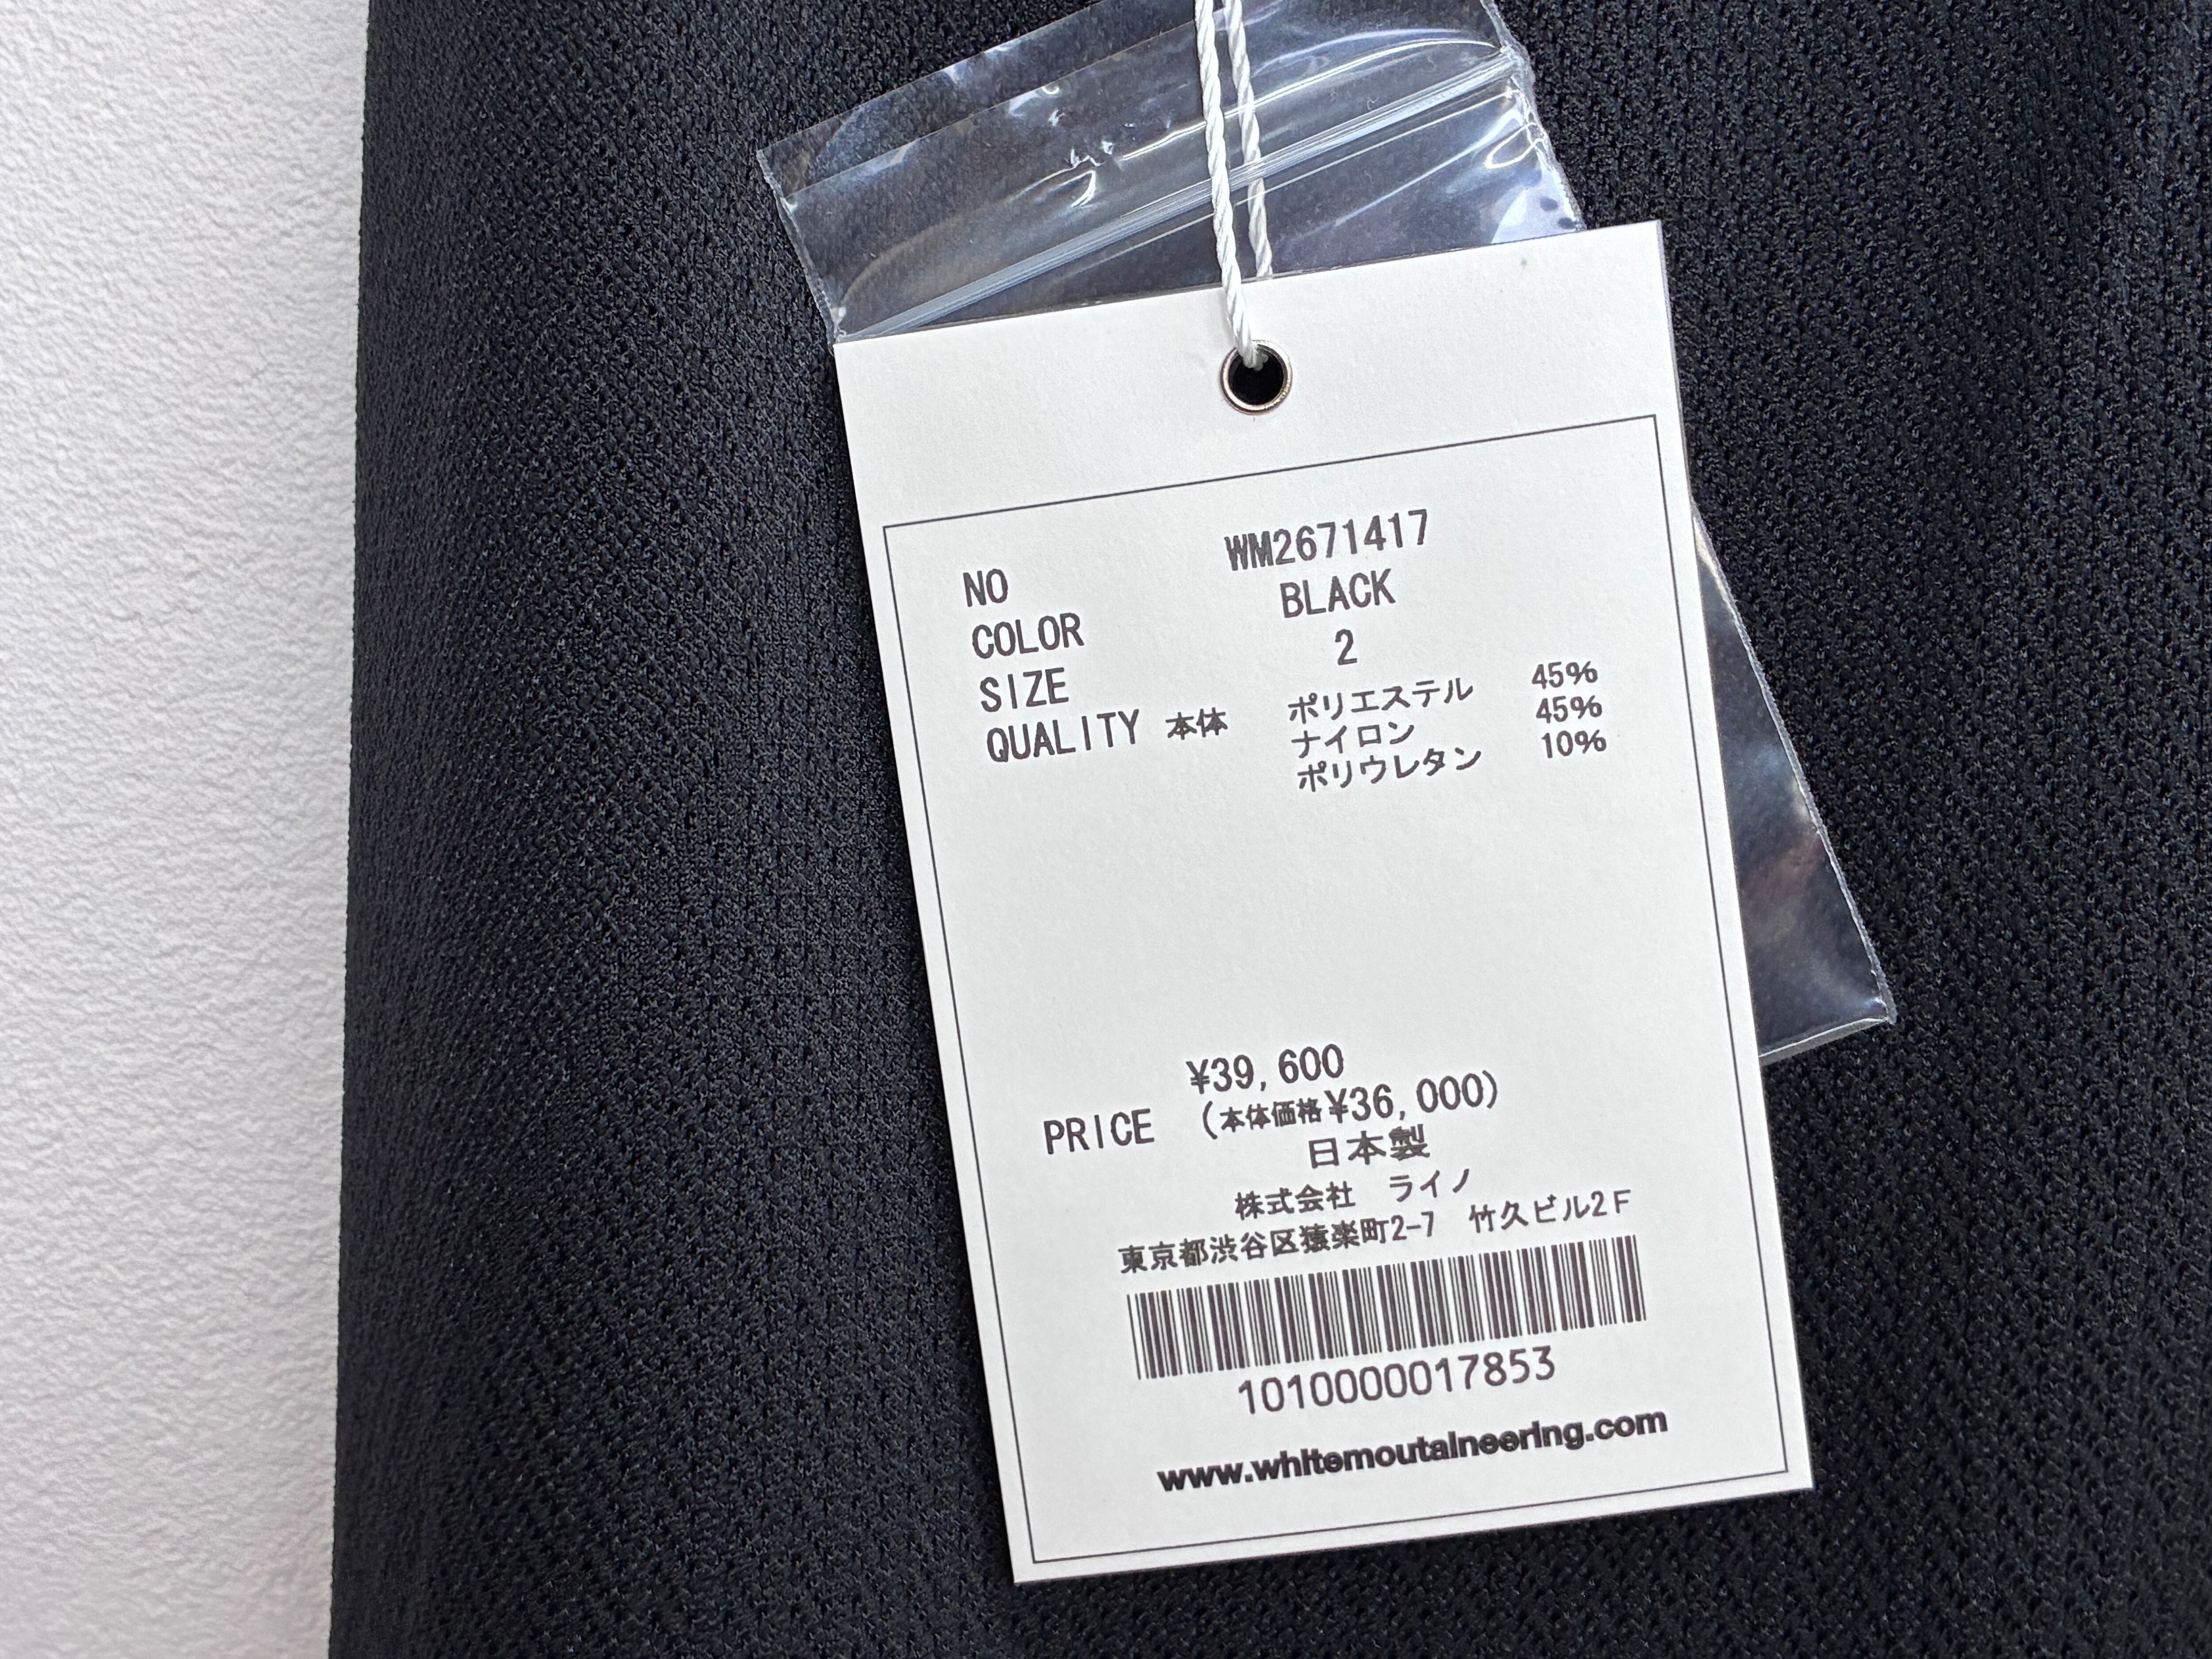 NO WM2671417
COLOR BLACK
SIZE 2
QUALITY 本体 ポリエステル 45%
ナイロン 45%
ポリウレタン 10%
¥39,600
PRICE (本体価格¥36,000)
日本製
株式会社 ライノ
東京都渋谷区猿楽町2-7 竹久ビル2F
1010000017853
www.whitemoutaineering.com